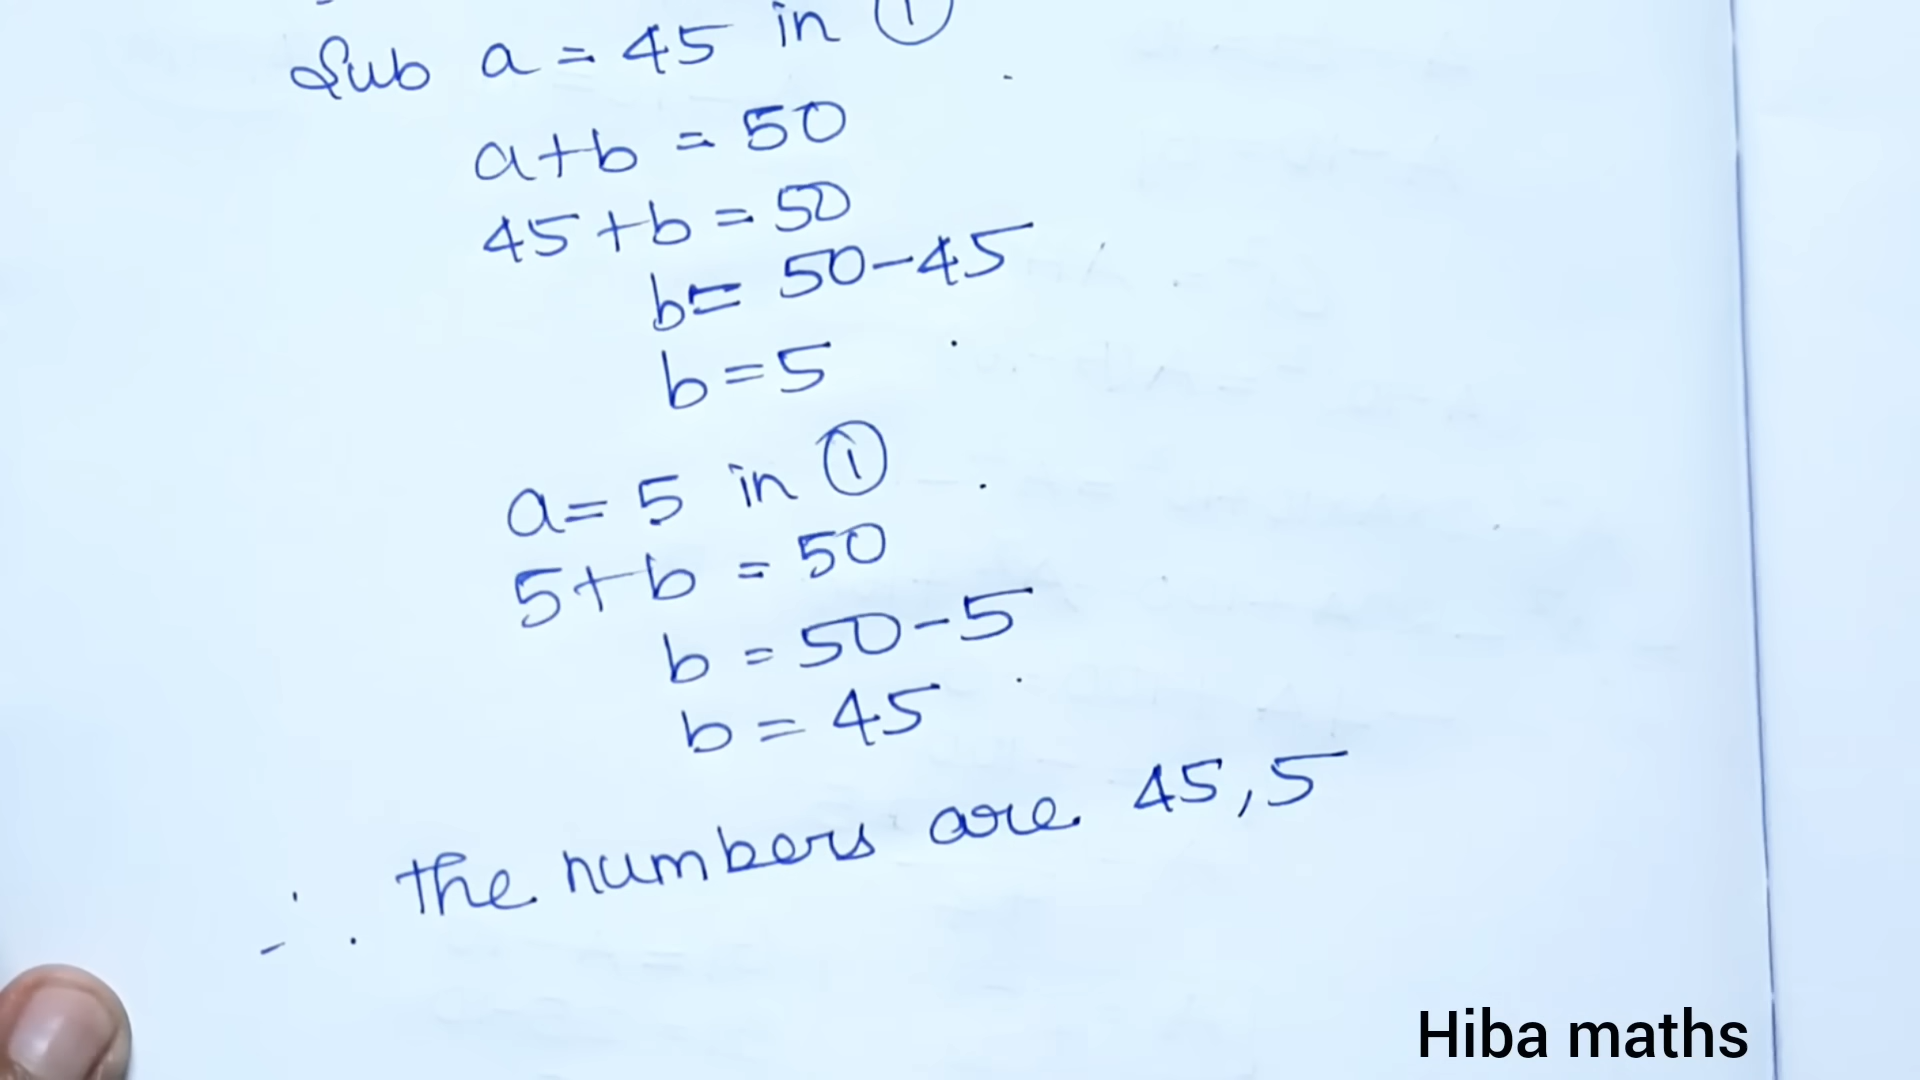 Sub a = 45 in ①
a+b = 50
45+b = 50
b= 50-45
b=5
a= 5 in ①
5+b = 50
b = 50-5
b = 45
∴ the numbers are 45,5
Hiba maths